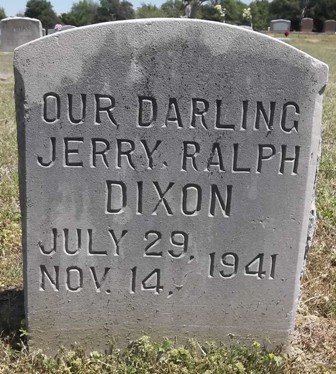 OUR DARLING
JERRY RALPH
DIXON
JULY 29, 1941
NOV. 14,